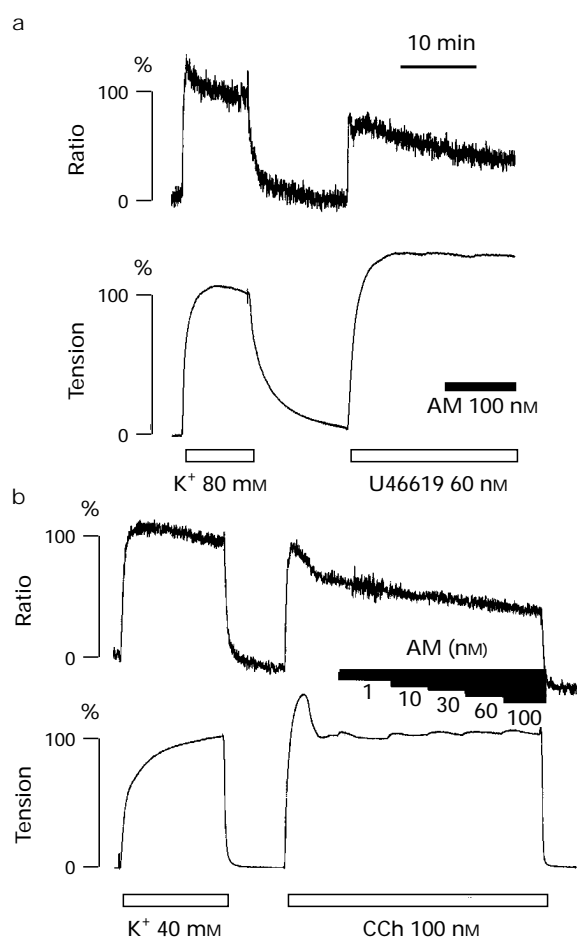 a
10 min
%
100
0
Ratio
%
100
0
Tension
AM 100 nM
K⁺ 80 mM
U46619 60 nM
b
%
100
0
Ratio
AM (nM)
1 10 30 60 100
%
100
0
Tension
K⁺ 40 mM
CCh 100 nM